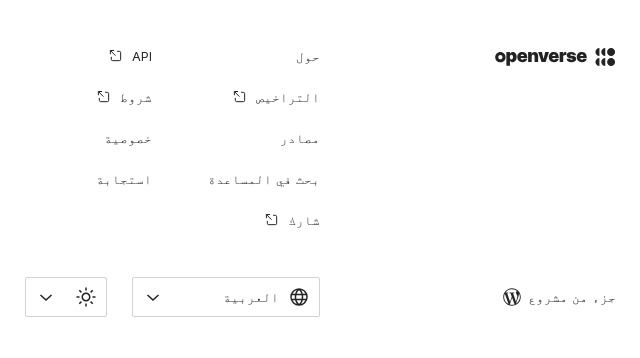 openverse
حول
التراخيص
مصادر
بحث في المساعدة
شارك
API
شروط
خصوصية
استجابة
جزء من مشروع
العربية